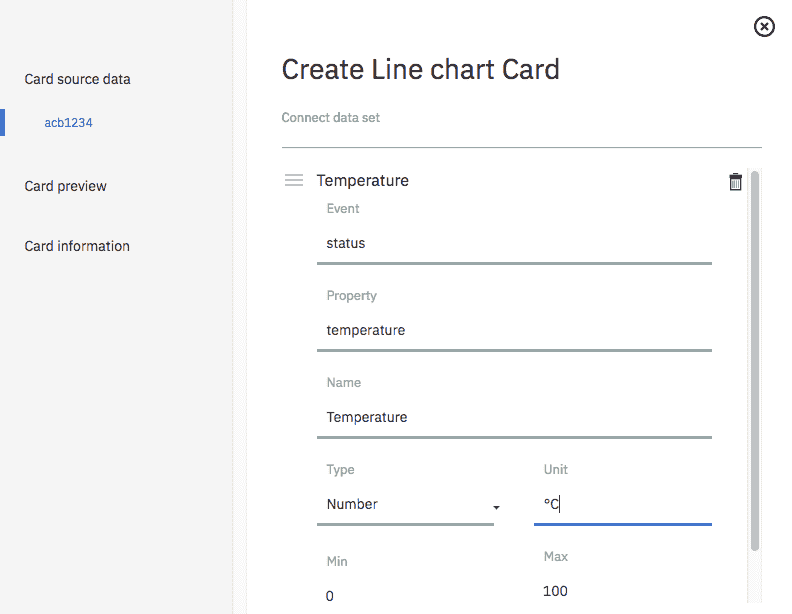 Create Line chart Card
Card source data
acb1234
Card preview
Card information
Connect data set
Temperature
Event
status
Property
temperature
Name
Temperature
Type
Unit
Number
°C
Min
Max
0
100